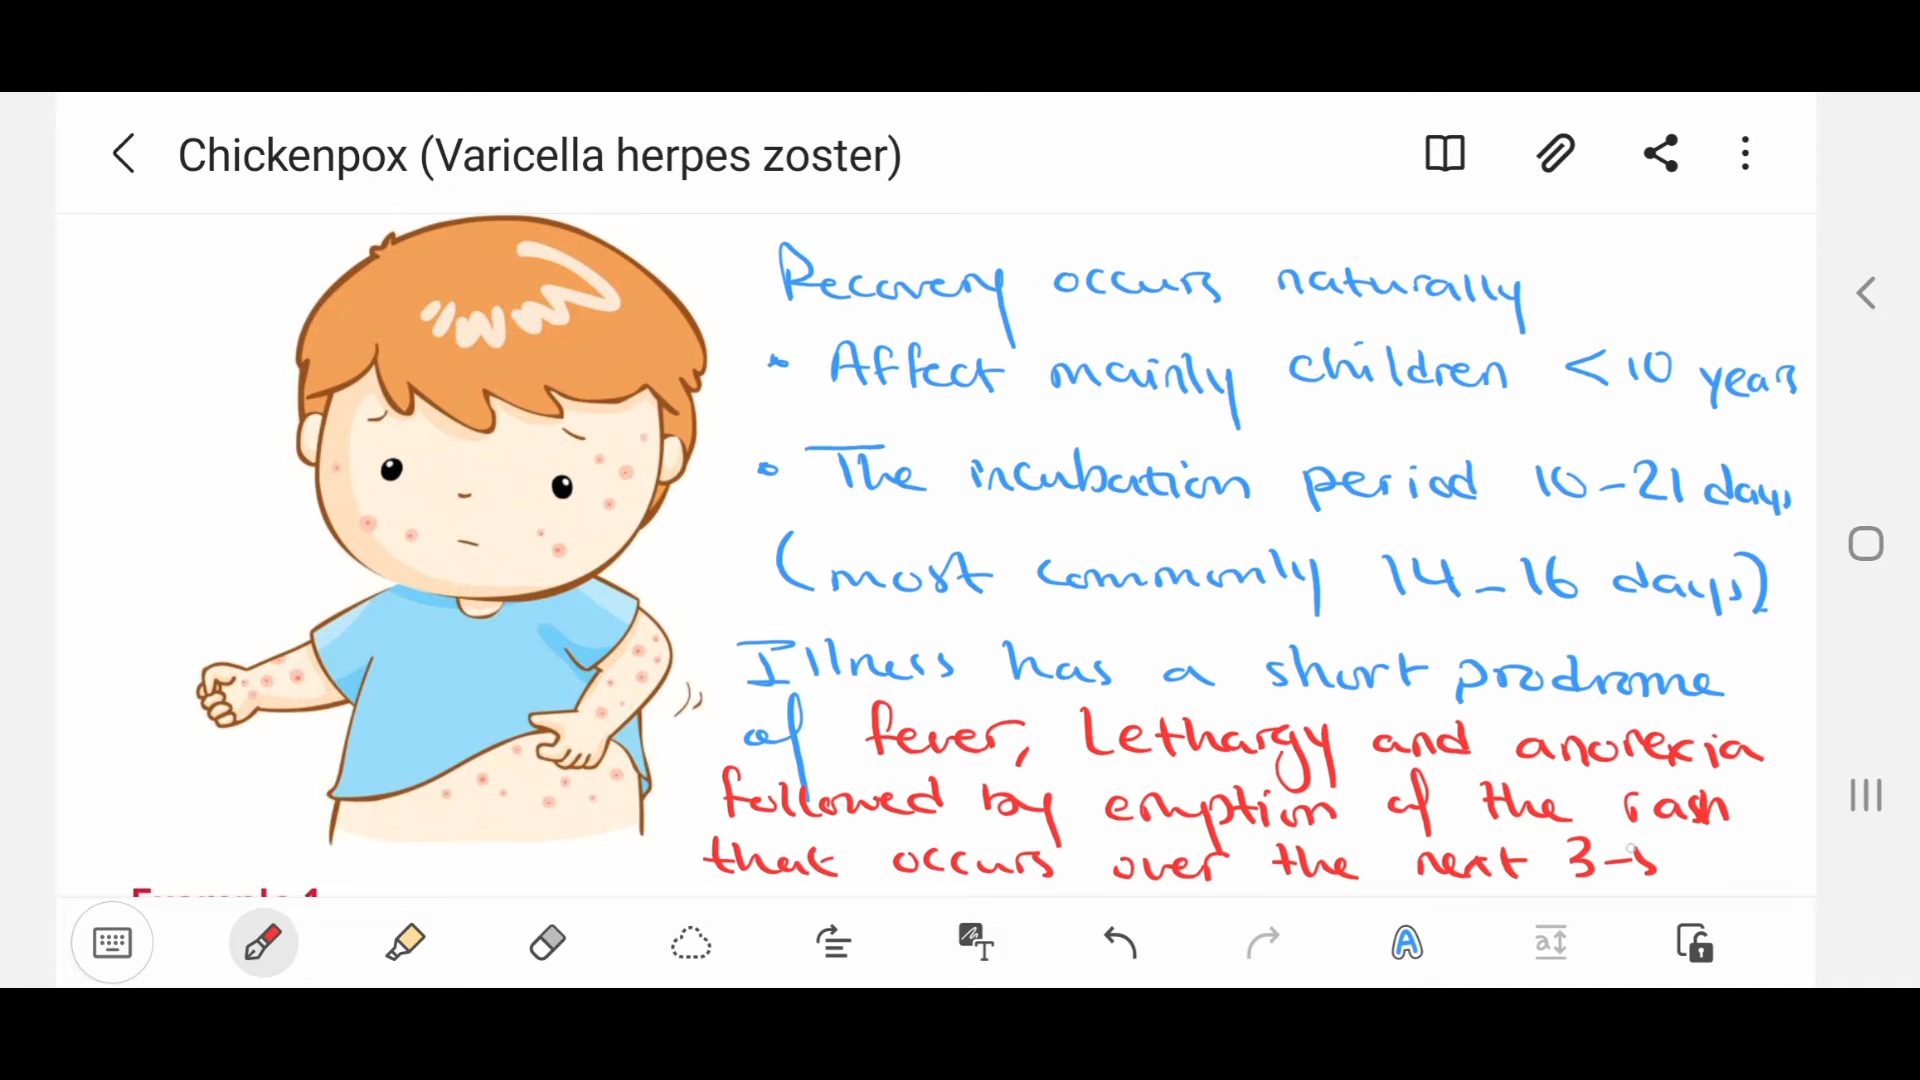 Chickenpox (Varicella herpes zoster)
Recovery occurs naturally
• Affect mainly children < 10 years
• The incubation period 10-21 days
(most commonly 14-16 days)
Illness has a short prodrome
of fever, Lethargy and anorexia
followed by eruption of the rash
that occurs over the next 3-5